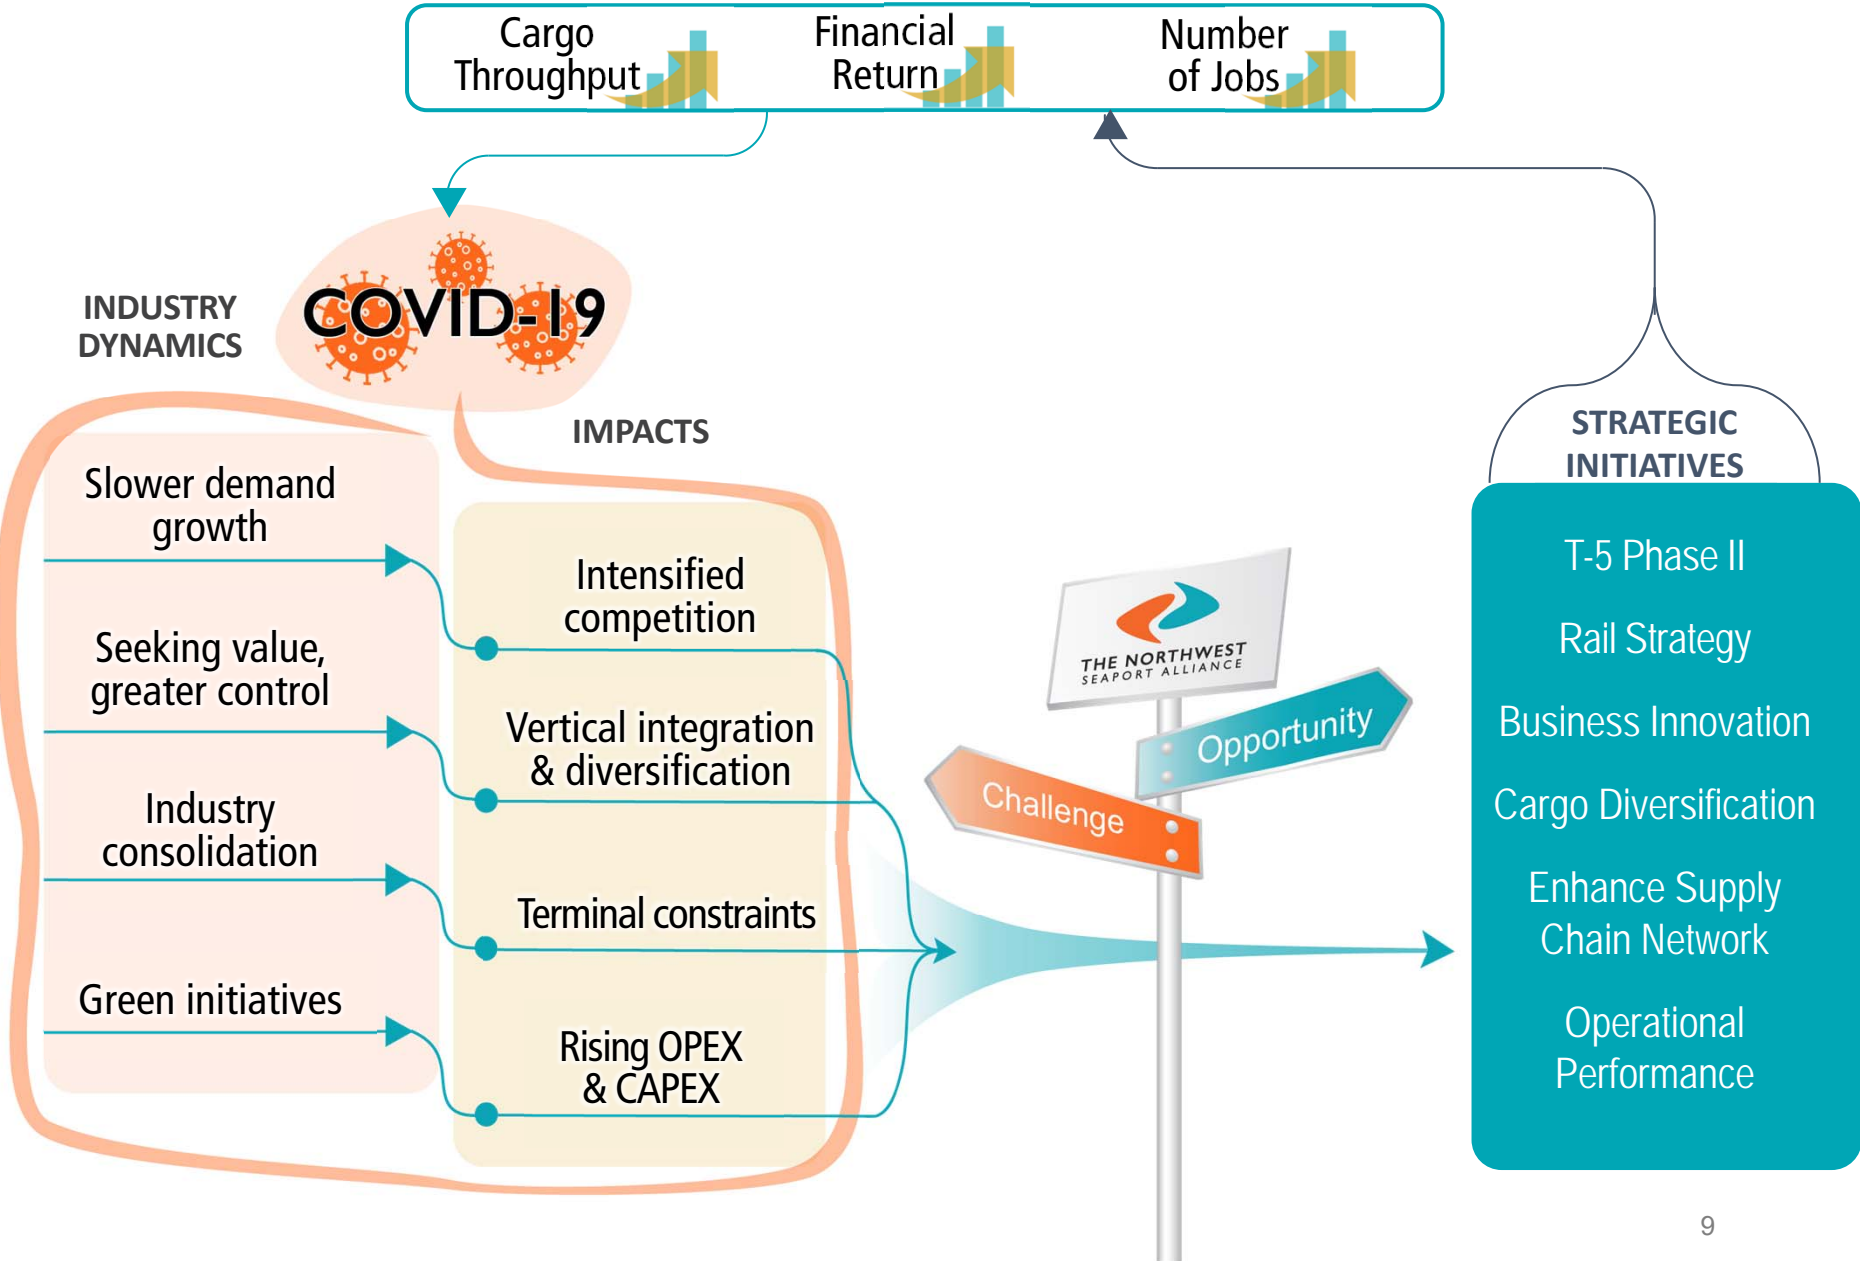 Cargo
Throughput
Financial
Return
Number
of Jobs
COVID-19
INDUSTRY
DYNAMICS
IMPACTS
Slower demand
growth
Seeking value,
greater control
Industry
consolidation
Green initiatives
Intensified
competition
Vertical integration
& diversification
Terminal constraints
Rising OPEX
& CAPEX
THE NORTHWEST
SEAPORT ALLIANCE
Opportunity
Challenge
STRATEGIC
INITIATIVES
T-5 Phase II
Rail Strategy
Business Innovation
Cargo Diversification
Enhance Supply
Chain Network
Operational
Performance
9